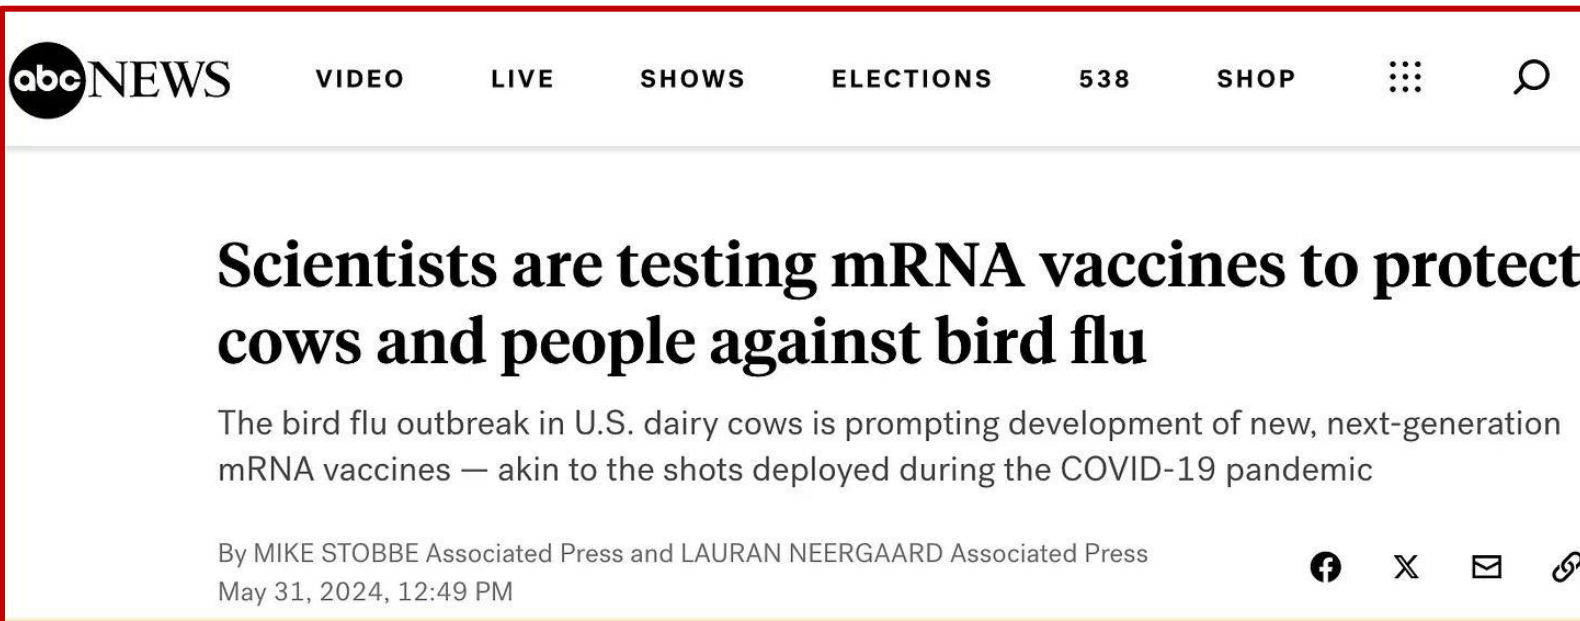 abc NEWS VIDEO LIVE SHOWS ELECTIONS 538 SHOP
Scientists are testing mRNA vaccines to protect
cows and people against bird flu
The bird flu outbreak in U.S. dairy cows is prompting development of new, next-generation
mRNA vaccines — akin to the shots deployed during the COVID-19 pandemic
By MIKE STOBBE Associated Press and LAURAN NEERGAARD Associated Press
May 31, 2024, 12:49 PM